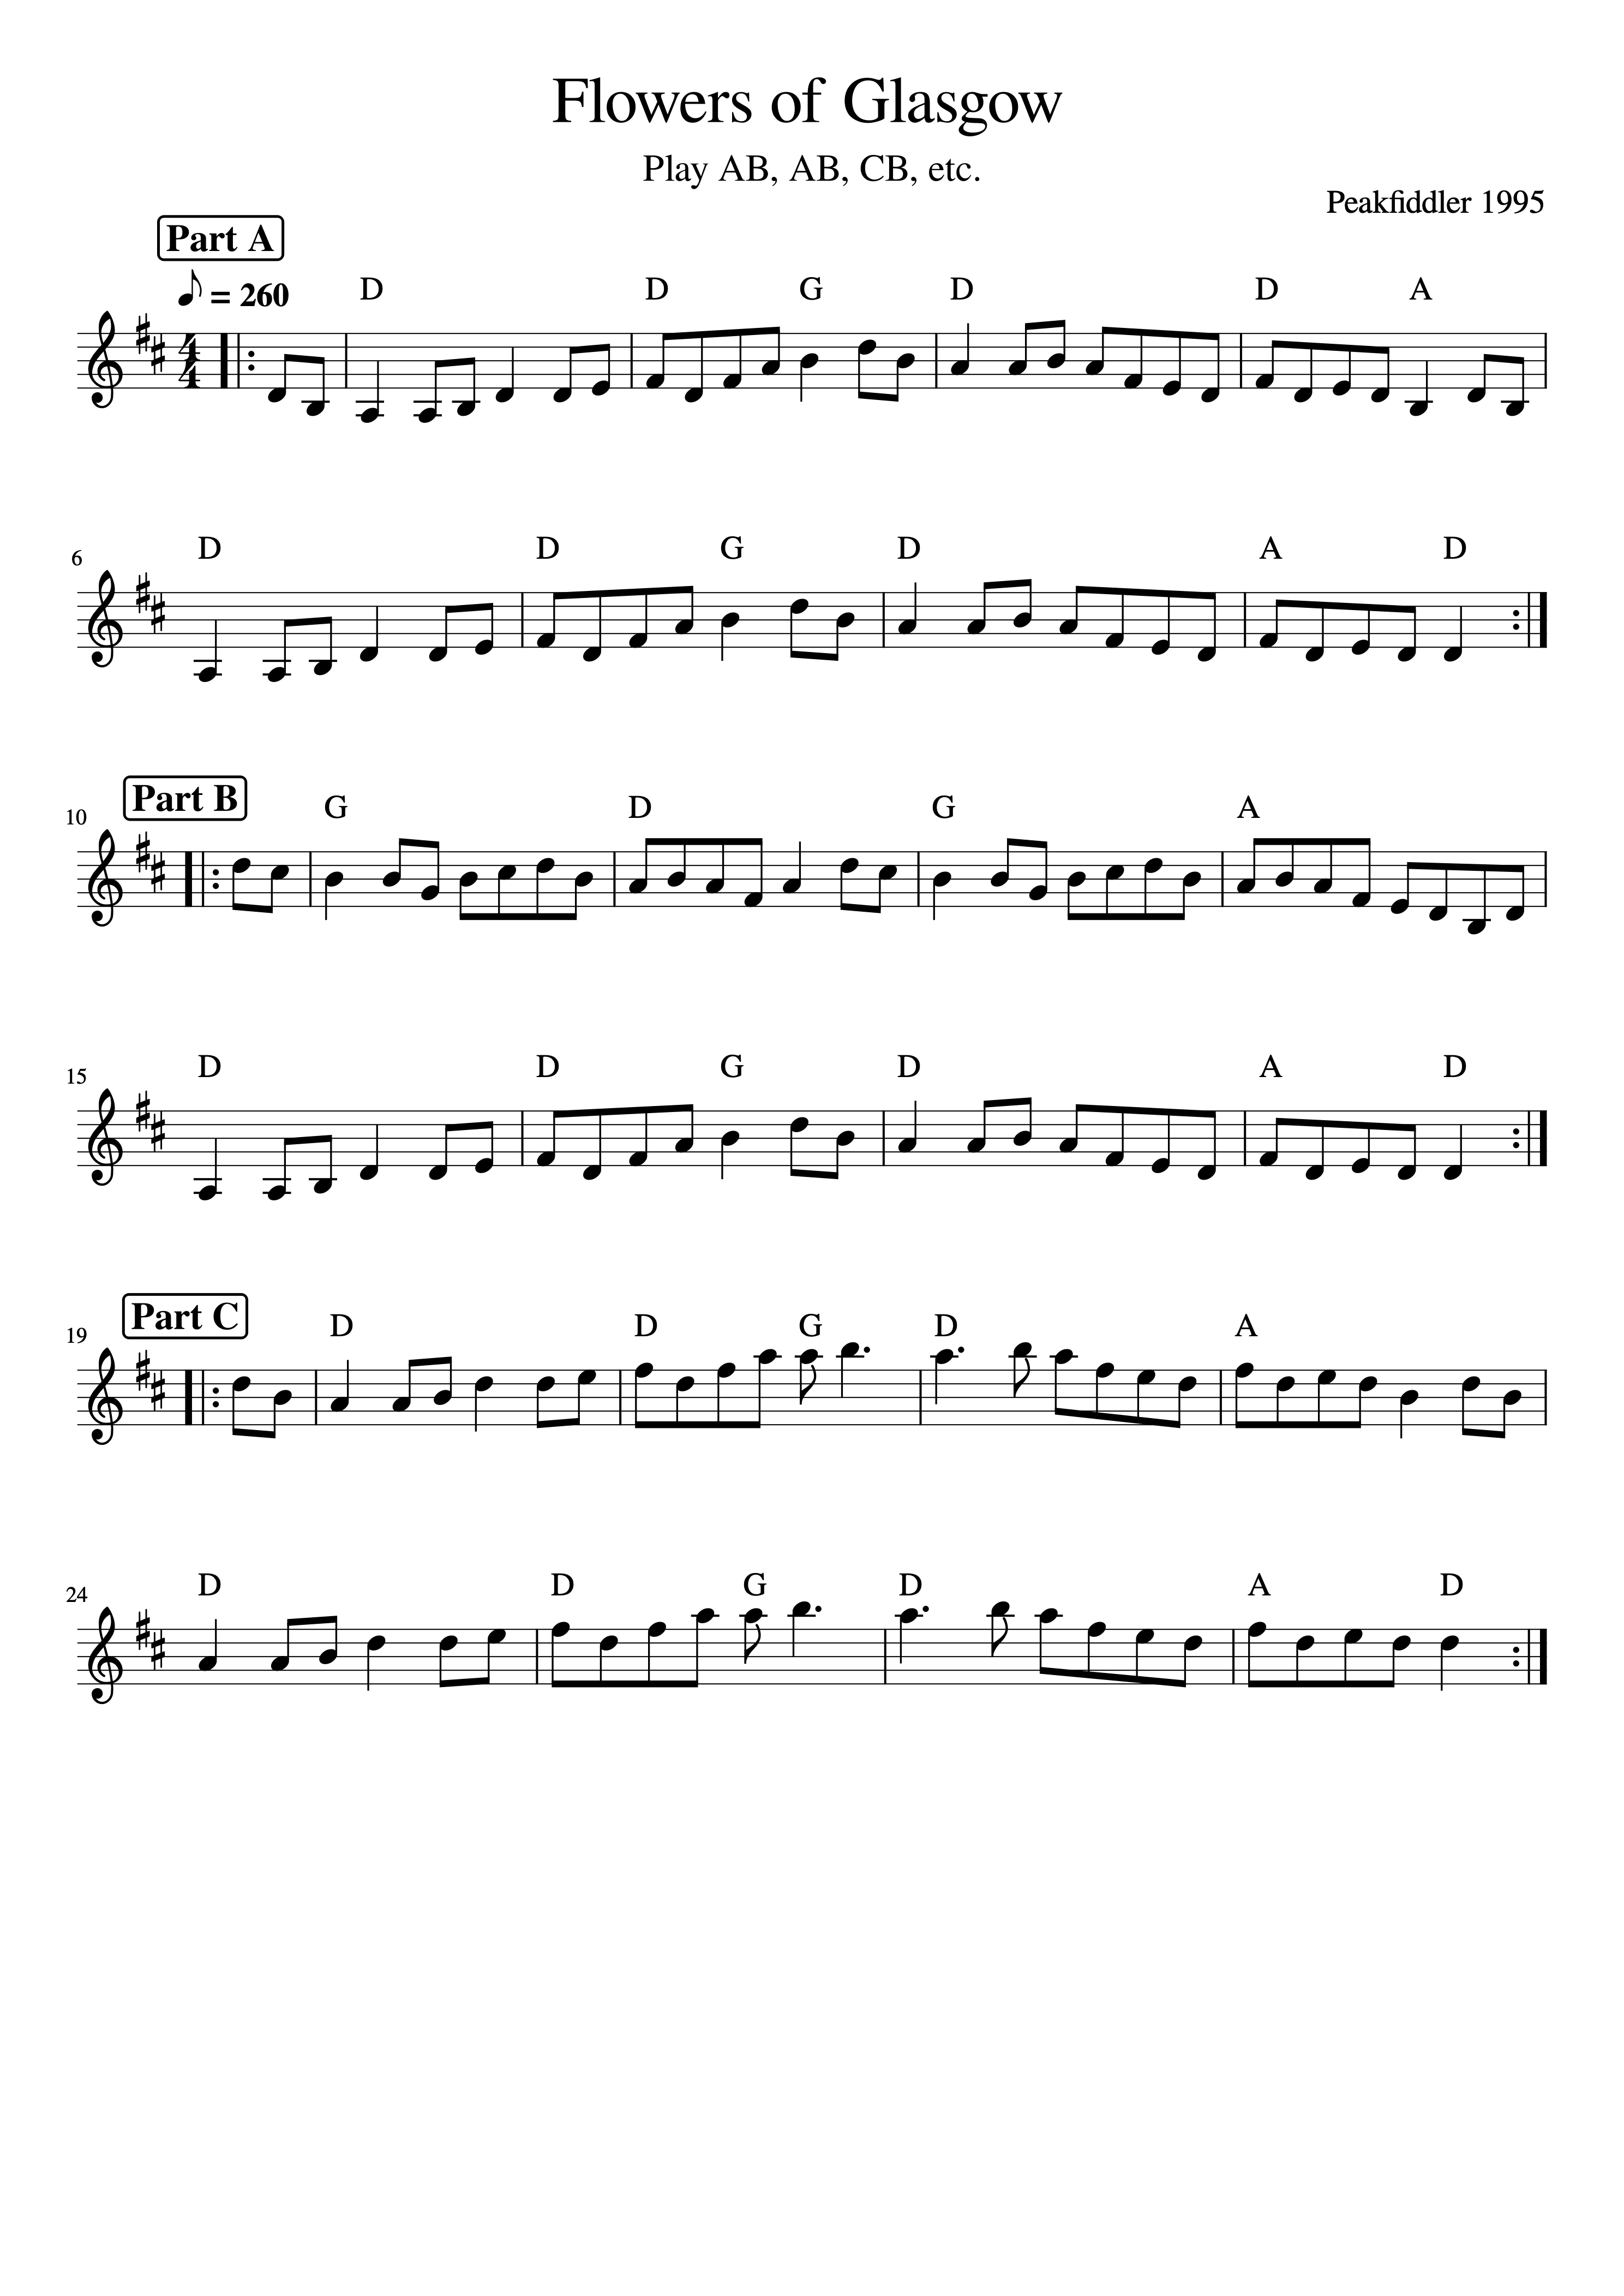 Flowers of Glasgow
Play AB, AB, CB, etc.
Peakfiddler 1995
Part A
♪ = 260
D D G D D A
4/4
6
D D G D A D
Part B
10
G D G A
15
D D G D A D
Part C
19
D D G D A
24
D D G D A D